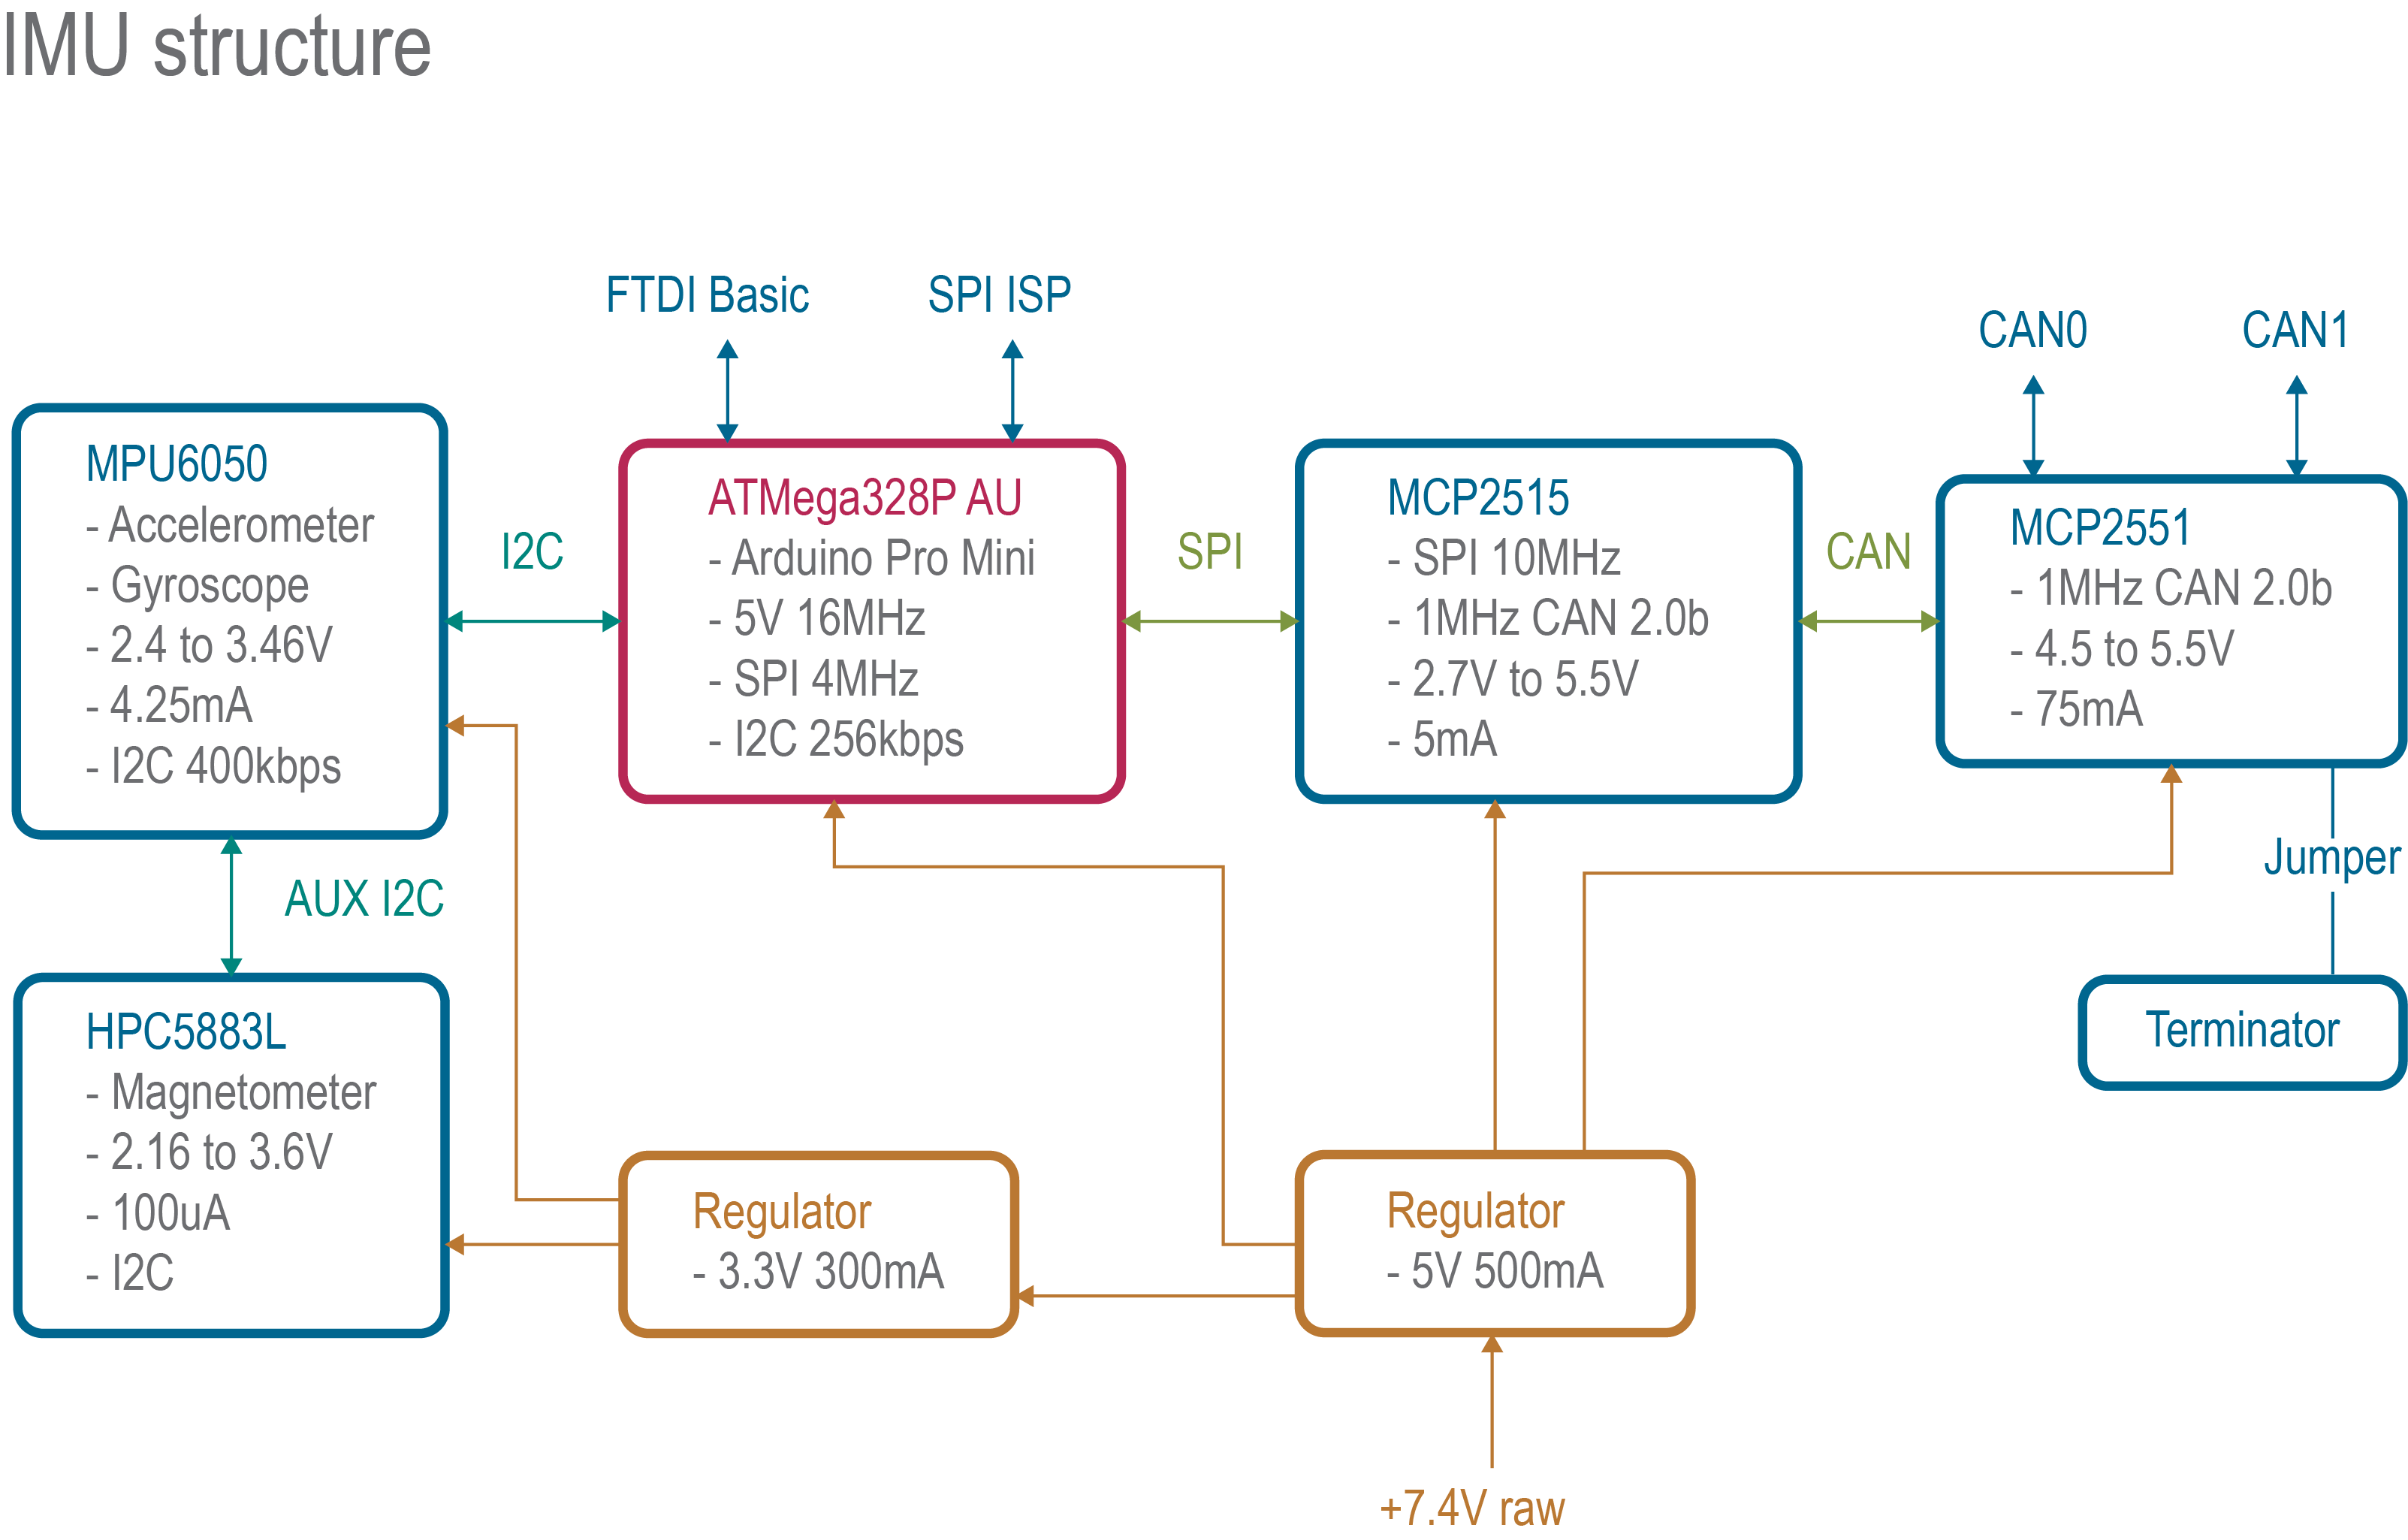 IMU structure
FTDI Basic
SPI ISP
CAN0
CAN1
MPU6050
- Accelerometer
- Gyroscope
- 2.4 to 3.46V
- 4.25mA
- I2C 400kbps
I2C
ATMega328P AU
- Arduino Pro Mini
- 5V 16MHz
- SPI 4MHz
- I2C 256kbps
SPI
MCP2515
- SPI 10MHz
- 1MHz CAN 2.0b
- 2.7V to 5.5V
- 5mA
CAN
MCP2551
- 1MHz CAN 2.0b
- 4.5 to 5.5V
- 75mA
Jumper
AUX I2C
HPC5883L
- Magnetometer
- 2.16 to 3.6V
- 100uA
- I2C
Regulator
- 3.3V 300mA
Regulator
- 5V 500mA
Terminator
+7.4V raw